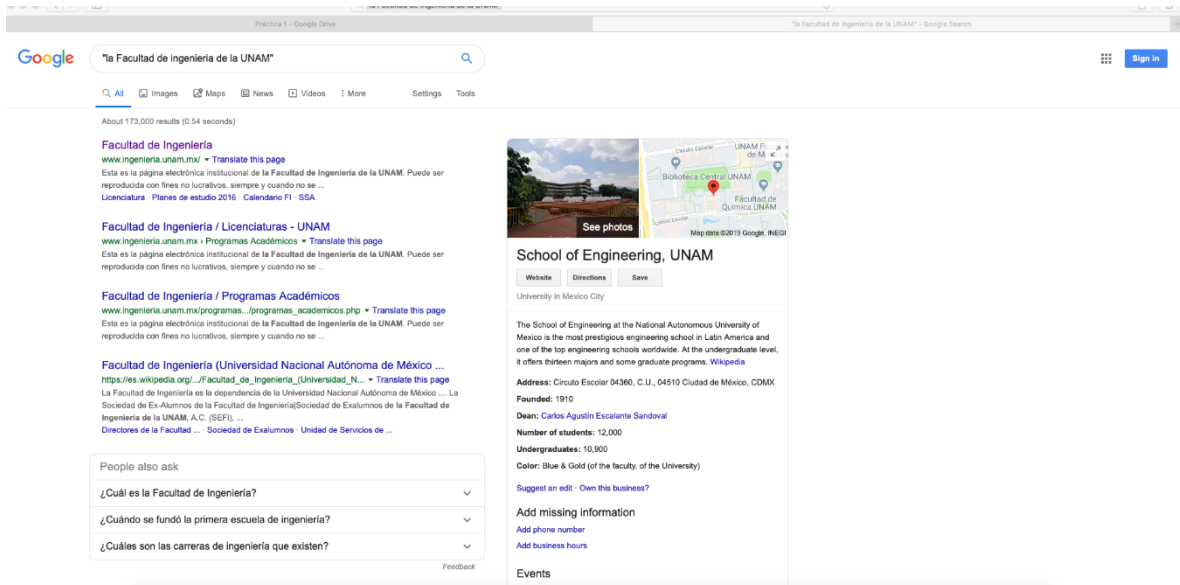 Práctica 1 - Google Drive
"la Facultad de ingenieria de la UNAM" - Google Search
Google
"la Facultad de ingenieria de la UNAM"
Sign in
All Images Maps News Videos More Settings Tools
About 173,000 results (0.54 seconds)
Facultad de Ingeniería
www.ingenieria.unam.mx/ Translate this page
Esta es la página electrónica institucional de la Facultad de Ingeniería de la UNAM. Puede ser
reproducida con fines no lucrativos, siempre y cuando no se ...
Licenciatura · Planes de estudio 2016 · Calendario FI · SSA
Facultad de Ingeniería / Licenciaturas - UNAM
www.ingenieria.unam.mx › Programas Académicos Translate this page
Esta es la página electrónica institucional de la Facultad de Ingeniería de la UNAM. Puede ser
reproducida con fines no lucrativos, siempre y cuando no se ...
Facultad de Ingeniería / Programas Académicos
www.ingenieria.unam.mx/programas.../programas_academicos.php Translate this page
Esta es la página electrónica institucional de la Facultad de Ingeniería de la UNAM. Puede ser
reproducida con fines no lucrativos, siempre y cuando no se ...
Facultad de Ingeniería (Universidad Nacional Autónoma de México ...
https://es.wikipedia.org/.../Facultad_de_Ingeniería_(Universidad_N... Translate this page
La Facultad de Ingeniería es la dependencia de la Universidad Nacional Autónoma de México .... La
Sociedad de Ex-Alumnos de la Facultad de Ingeniería|Sociedad de Exalumnos de la Facultad de
Ingeniería de la UNAM, A.C. (SEFI), ...
Directores de la Facultad ... · Sociedad de Exalumnos · Unidad de Servicios de ...
People also ask
¿Cuál es la Facultad de Ingeniería?
¿Cuándo se fundó la primera escuela de ingeniería?
¿Cuáles son las carreras de ingeniería que existen?
Feedback
See photos
Circuito Escolar
UNAM F
de M
Biblioteca Central UNAM
Facultad de
Química UNAM
Circuito Escolar
Map data ©2019 Google, INEGI
School of Engineering, UNAM
Website Directions Save
University in Mexico City
The School of Engineering at the National Autonomous University of
Mexico is the most prestigious engineering school in Latin America and
one of the top engineering schools worldwide. At the undergraduate level,
it offers thirteen majors and some graduate programs. Wikipedia
Address: Circuto Escolar 04360, C.U., 04510 Ciudad de México, CDMX
Founded: 1910
Dean: Carlos Agustín Escalante Sandoval
Number of students: 12,000
Undergraduates: 10,900
Color: Blue & Gold (of the faculty, of the University)
Suggest an edit · Own this business?
Add missing information
Add phone number
Add business hours
Events